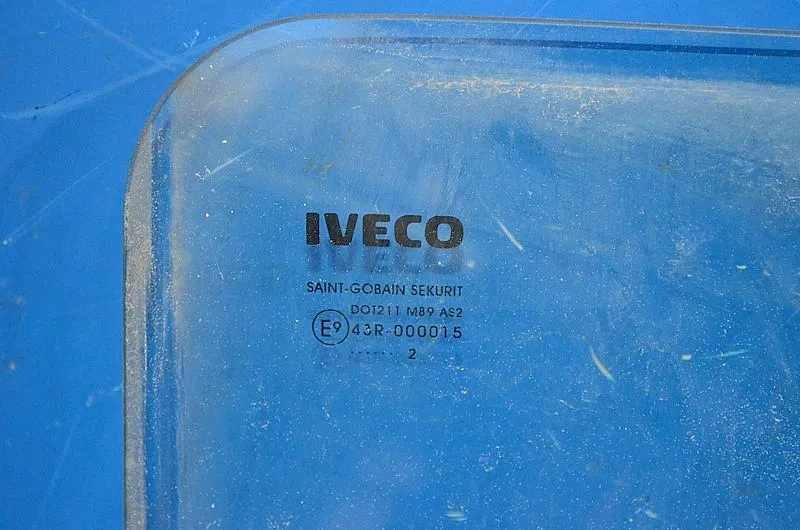 IVECO
SAINT-GOBAIN SEKURIT
DOT211 M89 AS2
E9 43R-000015
...... 2